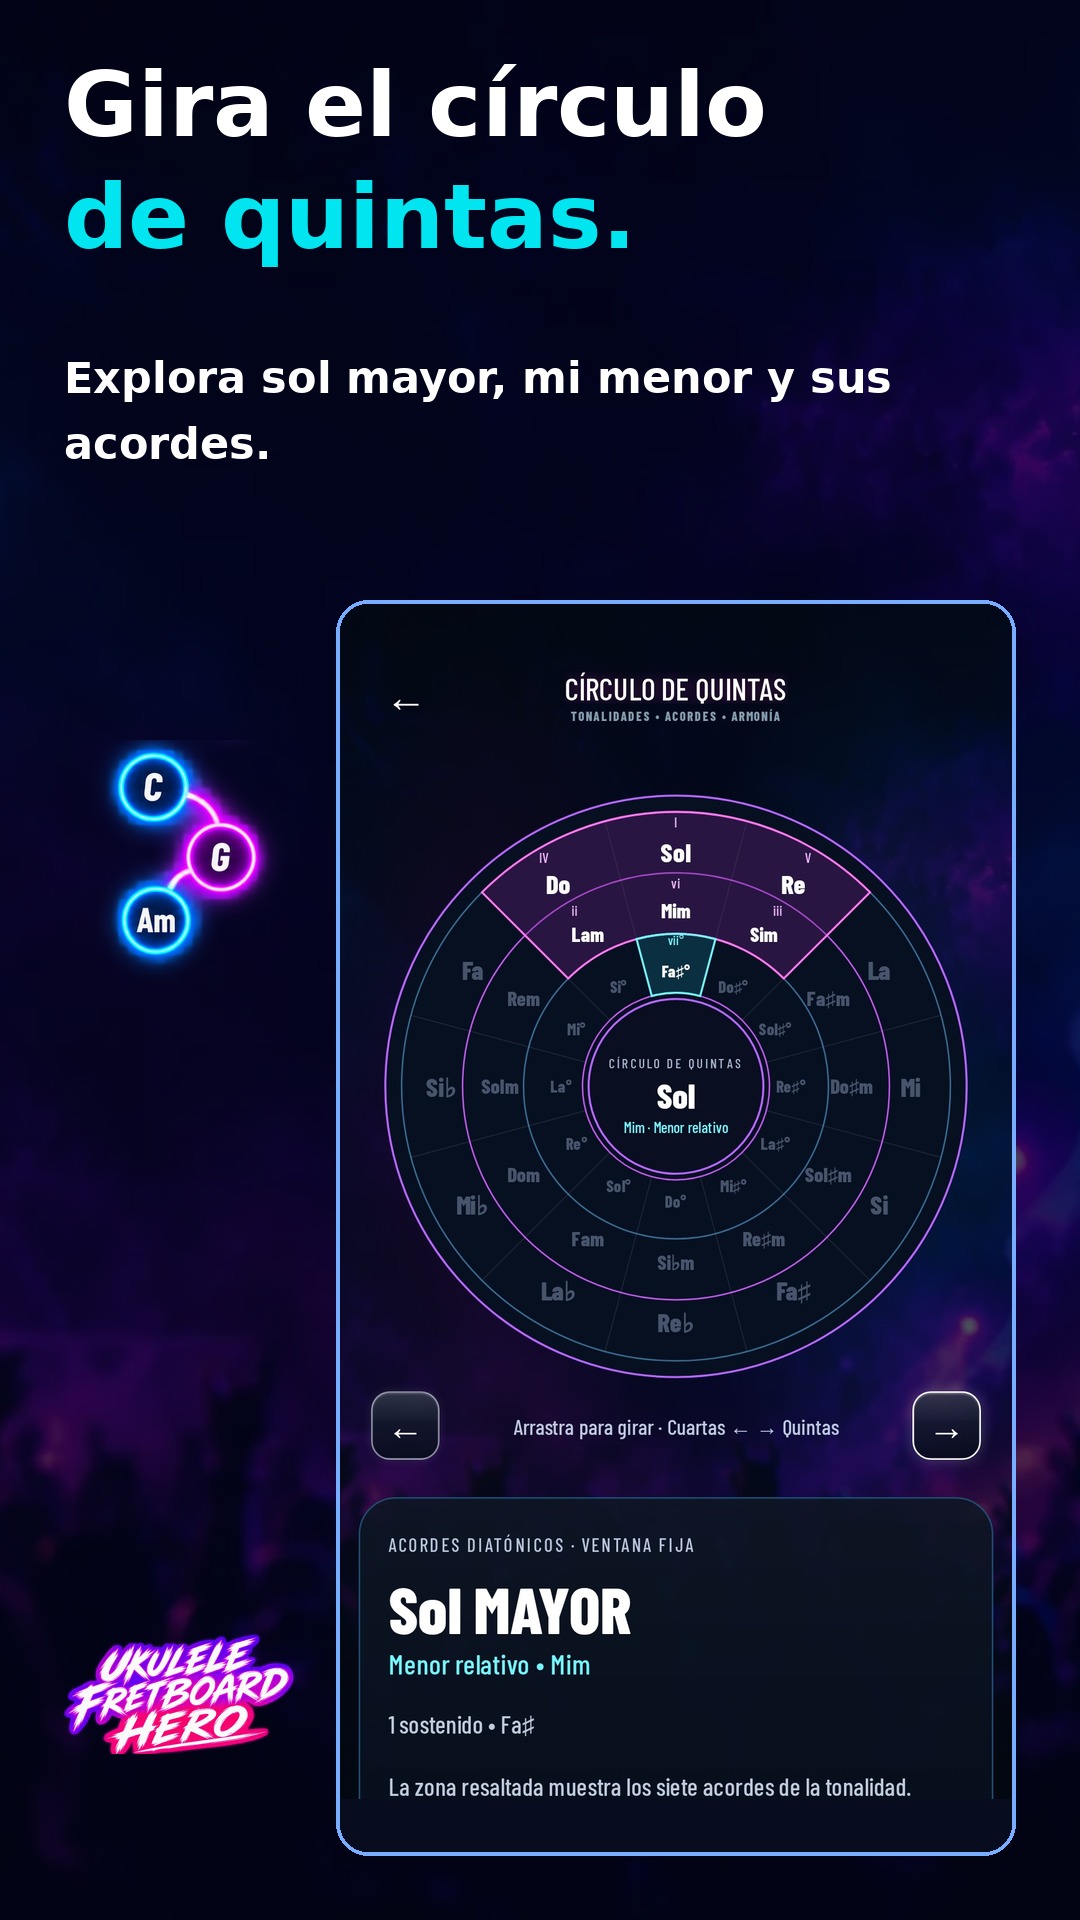 Gira el círculo
de quintas.
Explora sol mayor, mi menor y sus
acordes.
←
CÍRCULO DE QUINTAS
TONALIDADES • ACORDES • ARMONÍA
C
G
Am
I
IV
Sol
V
Do
vi
Re
ii
Mim
iii
Lam
Sim
vii°
Fa♯°
Fa
Rem
Si°
Do♯°
Fa♯m
La
Mi°
Sol♯°
Si♭
Solm
La°
Re♯°
Do♯m
Mi
CÍRCULO DE QUINTAS
Sol
Mim · Menor relativo
Re°
La♯°
Mi♭
Dom
Sol°
Do°
Mi♯°
Sol♯m
Si
Fam
Si♭m
Re♯m
La♭
Re♭
Fa♯
← Arrastra para girar · Cuartas ← → Quintas →
ACORDES DIATÓNICOS · VENTANA FIJA
Sol MAYOR
Menor relativo • Mim
1 sostenido • Fa♯
La zona resaltada muestra los siete acordes de la tonalidad.
UKULELE
FRETBOARD
HERO